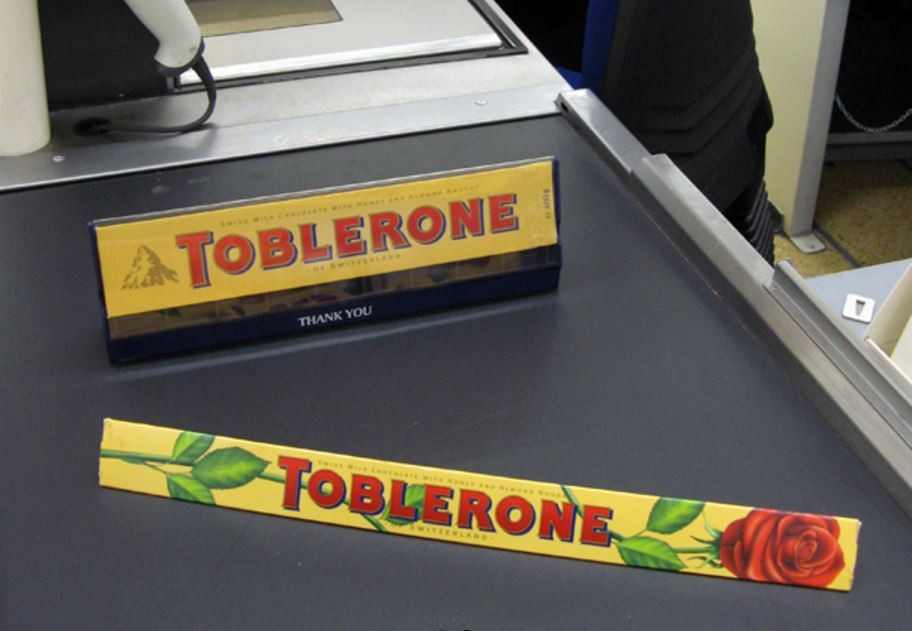 SWISS MILK CHOCOLATE WITH HONEY AND ALMOND NOUGAT
TOBLERONE
· OF SWITZERLAND ·
THANK YOU
SWISS MILK CHOCOLATE WITH HONEY AND ALMOND NOUGAT
TOBLERONE
OF SWITZERLAND ·